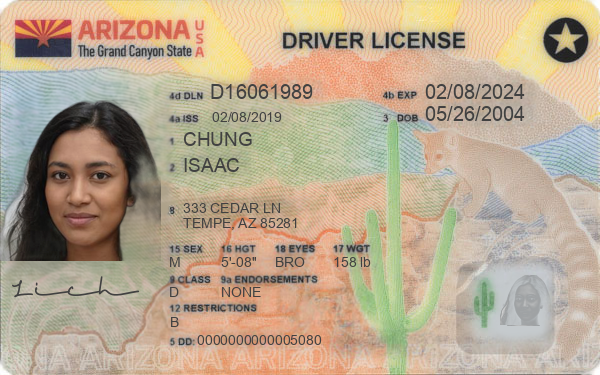 ARIZONA USA
The Grand Canyon State
DRIVER LICENSE
4d DLN D16061989
4b EXP 02/08/2024
4a ISS 02/08/2019
3 DOB 05/26/2004
1 CHUNG
2 ISAAC
8 333 CEDAR LN
TEMPE, AZ 85281
15 SEX 16 HGT 18 EYES 17 WGT
M 5'-08" BRO 158 lb
9 CLASS 9a ENDORSEMENTS
D NONE
12 RESTRICTIONS
B
5 DD: 0000000000005080
Lich
ARIZONA ARIZONA ARIZONA ARIZONA